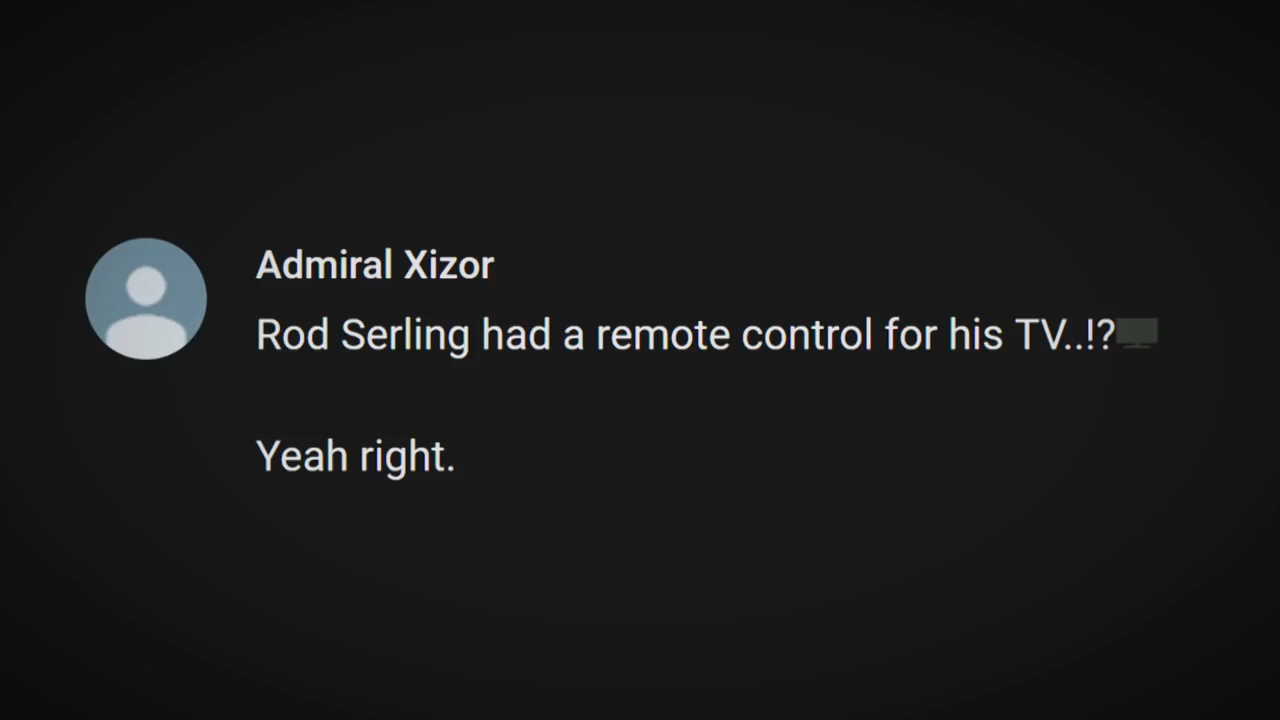 Admiral Xizor
Rod Serling had a remote control for his TV..!?🖥
Yeah right.